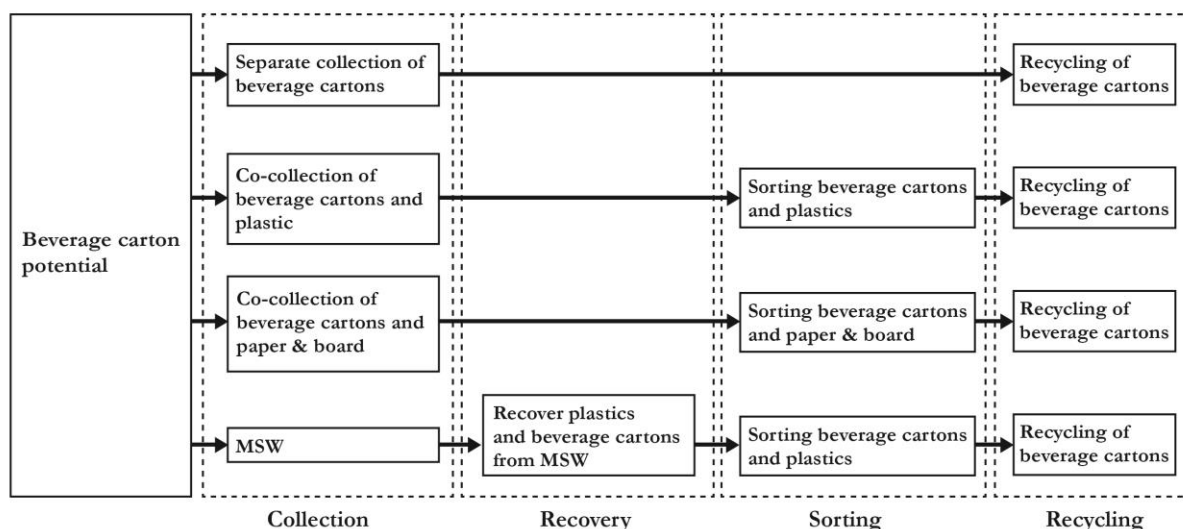 Beverage carton
potential
Separate collection of
beverage cartons
Recycling of
beverage cartons
Co-collection of
beverage cartons and
plastic
Sorting beverage cartons
and plastics
Recycling of
beverage cartons
Co-collection of
beverage cartons and
paper & board
Sorting beverage cartons
and paper & board
Recycling of
beverage cartons
MSW
Recover plastics
and beverage cartons
from MSW
Sorting beverage cartons
and plastics
Recycling of
beverage cartons
Collection
Recovery
Sorting
Recycling